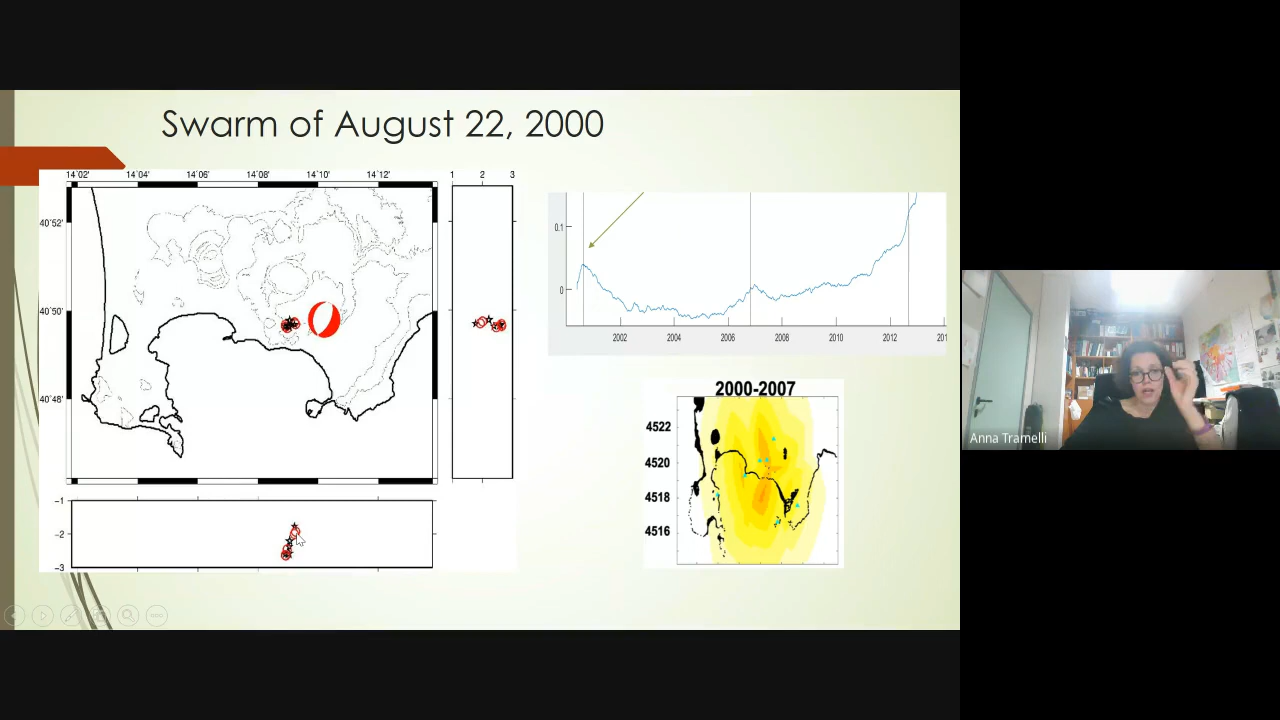 Swarm of August 22, 2000
14˚02' 14˚04' 14˚06' 14˚08' 14˚10' 14˚12'
40˚52'
40˚50'
40˚48'
1 2 3
−1
−2
−3
0.1
0
2002 2004 2006 2008 2010 2012 201
2000-2007
4522
4520
4518
4516
Anna Tramelli